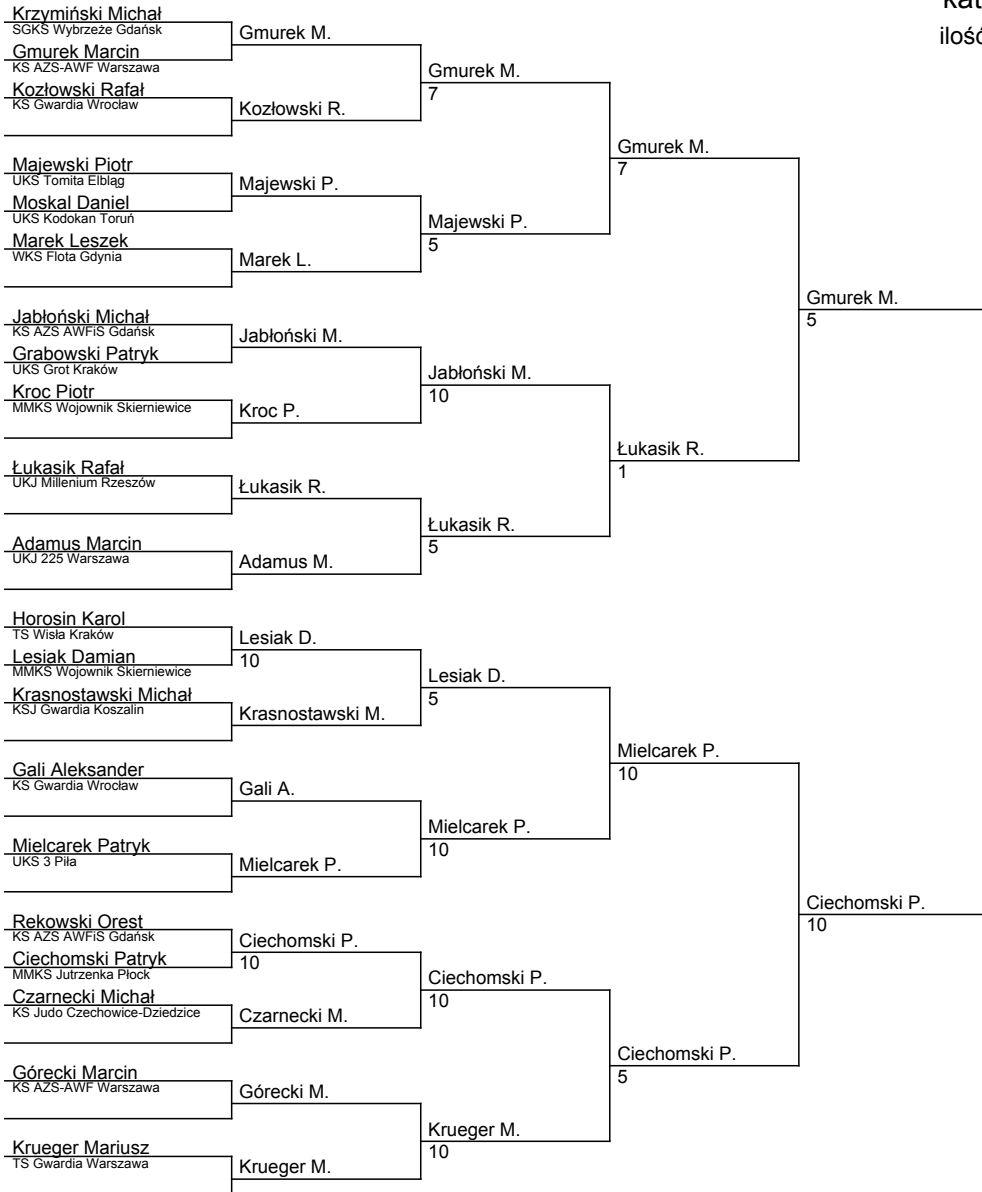 Krzymiński Michał
SGKS Wybrzeże Gdańsk
Gmurek Marcin
KS AZS-AWF Warszawa
Kozłowski Rafał
KS Gwardia Wrocław
Majewski Piotr
UKS Tomita Elbląg
Moskal Daniel
UKS Kodokan Toruń
Marek Leszek
WKS Flota Gdynia
Jabłoński Michał
KS AZS AWFiS Gdańsk
Grabowski Patryk
UKS Grot Kraków
Kroc Piotr
MMKS Wojownik Skierniewice
Łukasik Rafał
UKJ Millenium Rzeszów
Adamus Marcin
UKJ 225 Warszawa
Horosin Karol
TS Wisła Kraków
Lesiak Damian
MMKS Wojownik Skierniewice
Krasnostawski Michał
KSJ Gwardia Koszalin
Gali Aleksander
KS Gwardia Wrocław
Mielcarek Patryk
UKS 3 Piła
Rekowski Orest
KS AZS AWFiS Gdańsk
Ciechomski Patryk
MMKS Jutrzenka Płock
Czarnecki Michał
KS Judo Czechowice-Dziedzice
Górecki Marcin
KS AZS-AWF Warszawa
Krueger Mariusz
TS Gwardia Warszawa
Gmurek M.
Kozłowski R.
Majewski P.
Marek L.
Jabłoński M.
Kroc P.
Łukasik R.
Adamus M.
Lesiak D.
10
Krasnostawski M.
Gali A.
Mielcarek P.
Ciechomski P.
10
Czarnecki M.
Górecki M.
Krueger M.
Gmurek M.
7
Majewski P.
5
Jabłoński M.
10
Łukasik R.
5
Lesiak D.
5
Mielcarek P.
10
Ciechomski P.
10
Krueger M.
10
Gmurek M.
7
Łukasik R.
1
Mielcarek P.
10
Ciechomski P.
5
Gmurek M.
5
Ciechomski P.
10